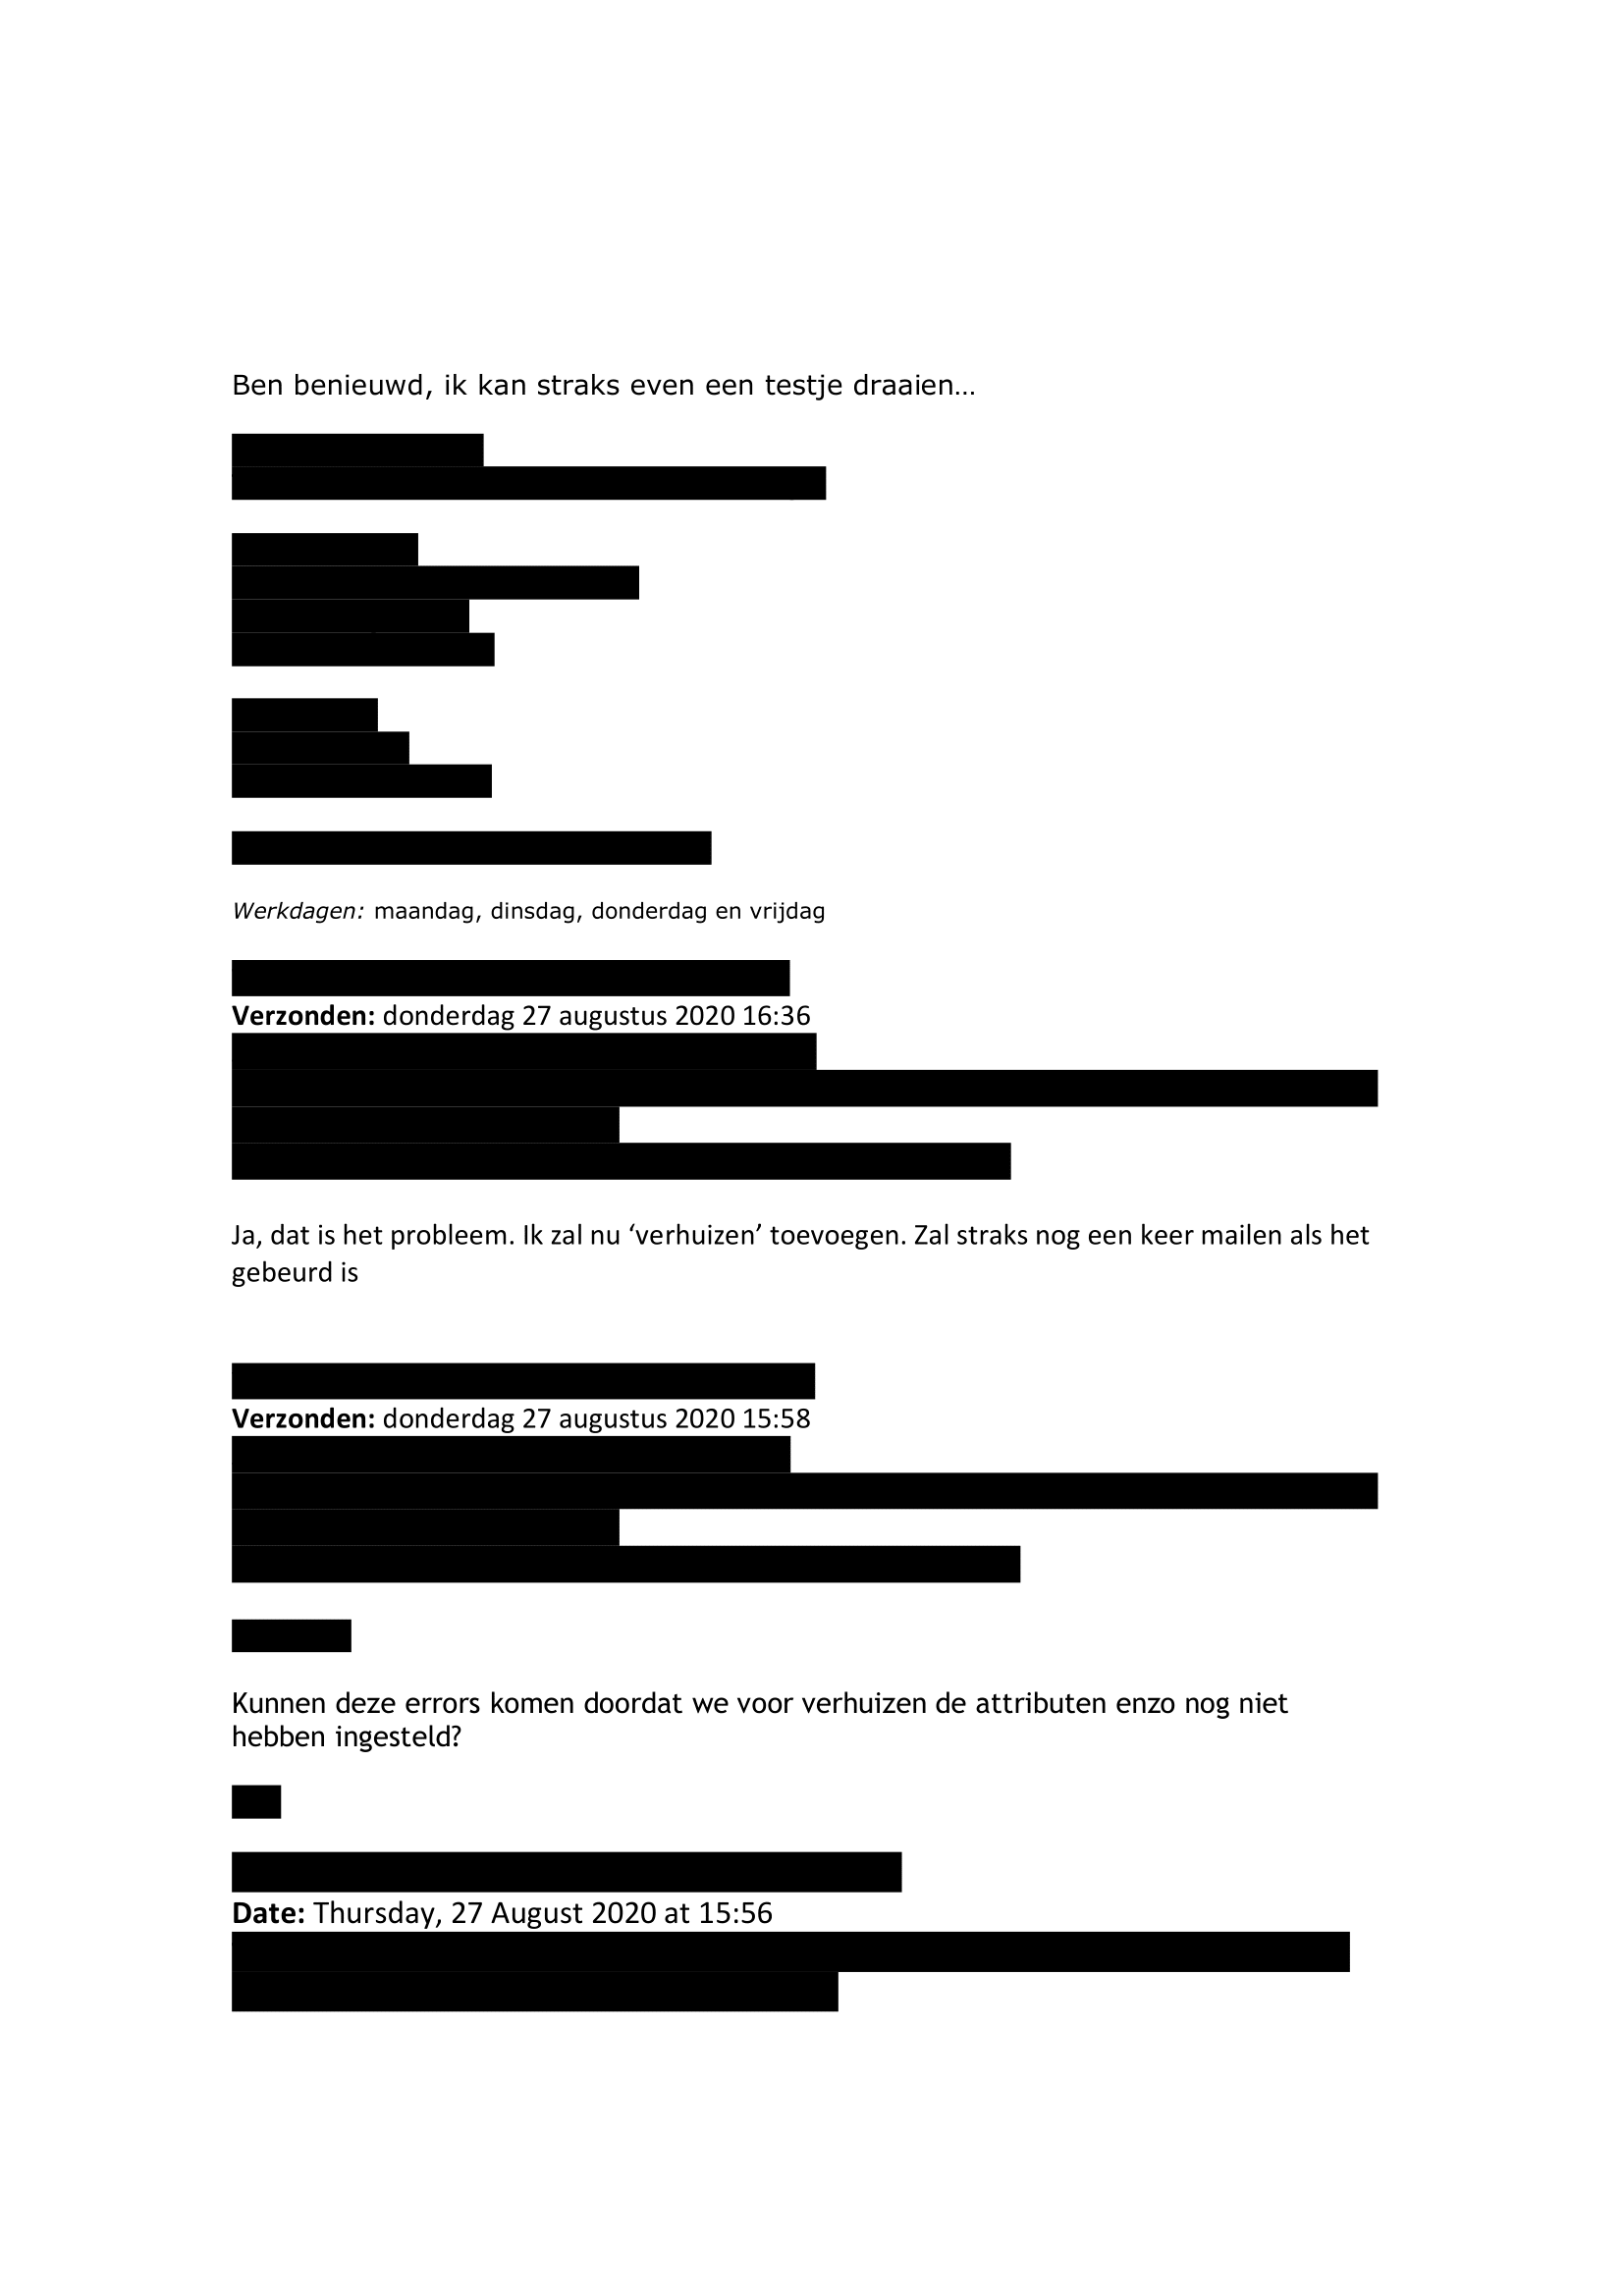 Ben benieuwd, ik kan straks even een testje draaien...
Werkdagen: maandag, dinsdag, donderdag en vrijdag
Verzonden: donderdag 27 augustus 2020 16:36
Ja, dat is het probleem. Ik zal nu ‘verhuizen’ toevoegen. Zal straks nog een keer mailen als het
gebeurd is
Verzonden: donderdag 27 augustus 2020 15:58
Kunnen deze errors komen doordat we voor verhuizen de attributen enzo nog niet
hebben ingesteld?
Date: Thursday, 27 August 2020 at 15:56